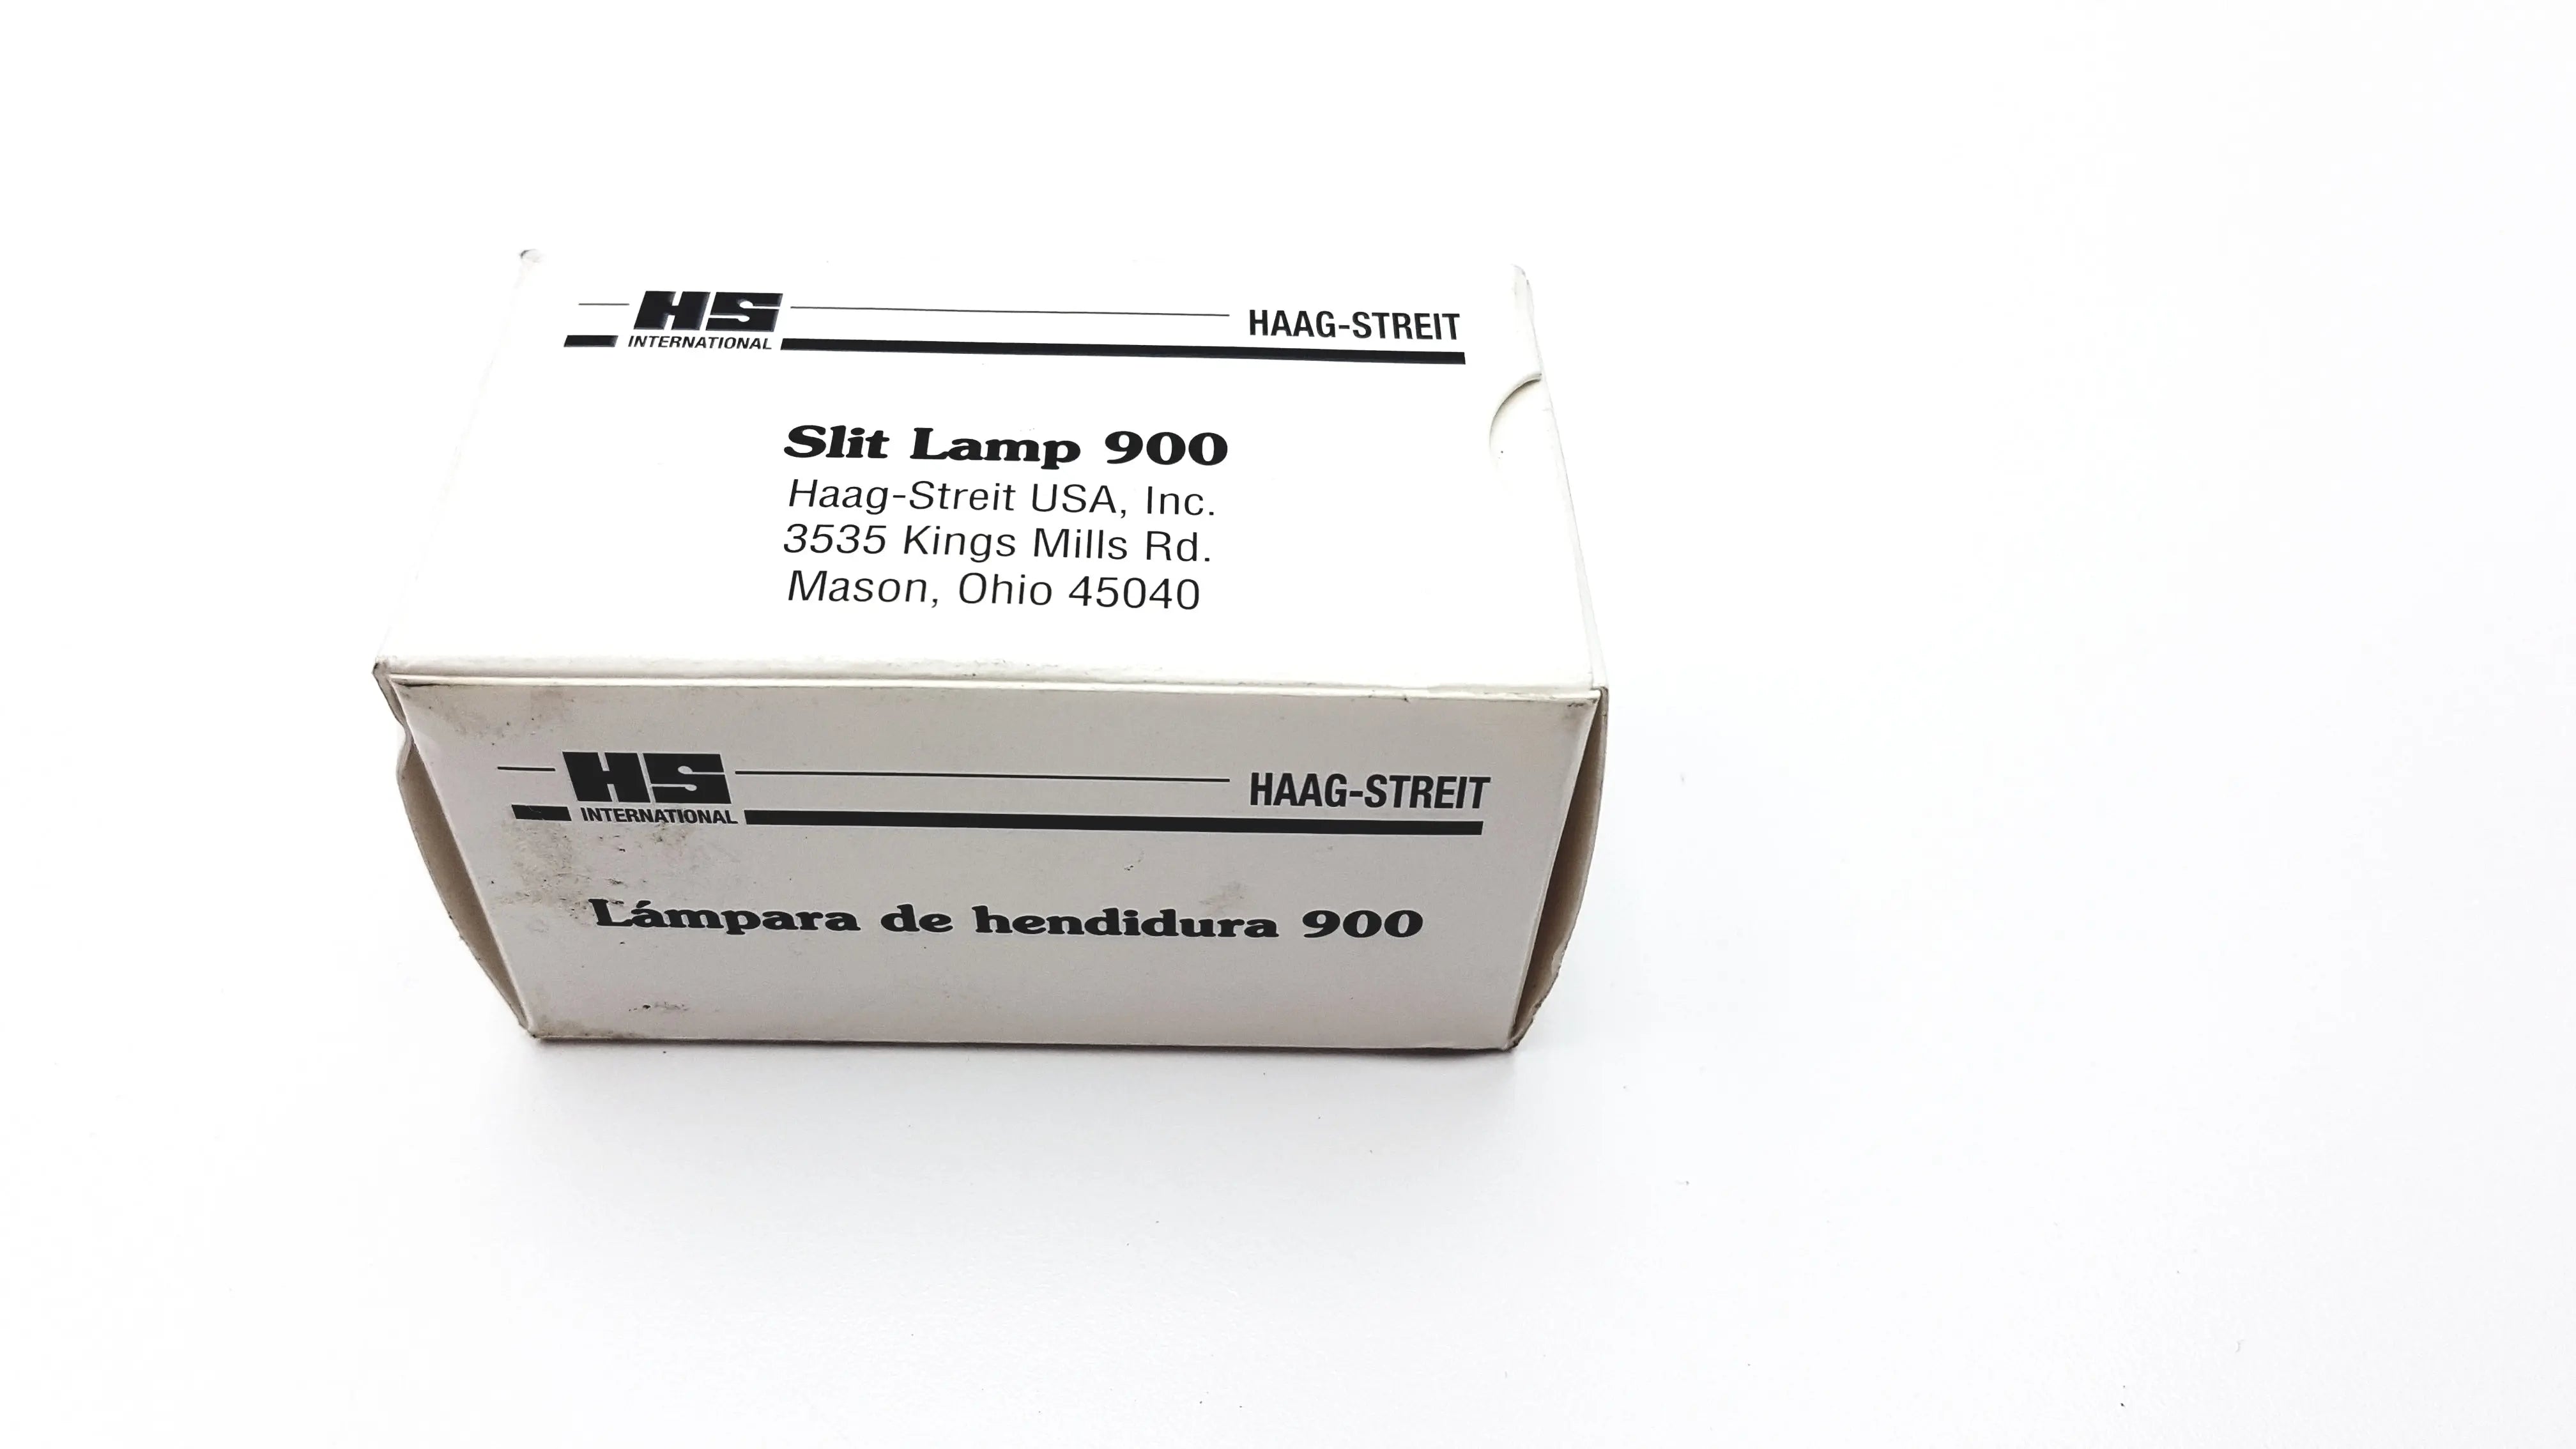 HS
INTERNATIONAL
HAAG-STREIT
Slit Lamp 900
Haag-Streit USA, Inc.
3535 Kings Mills Rd.
Mason, Ohio 45040
HS
INTERNATIONAL
HAAG-STREIT
Lámpara de hendidura 900